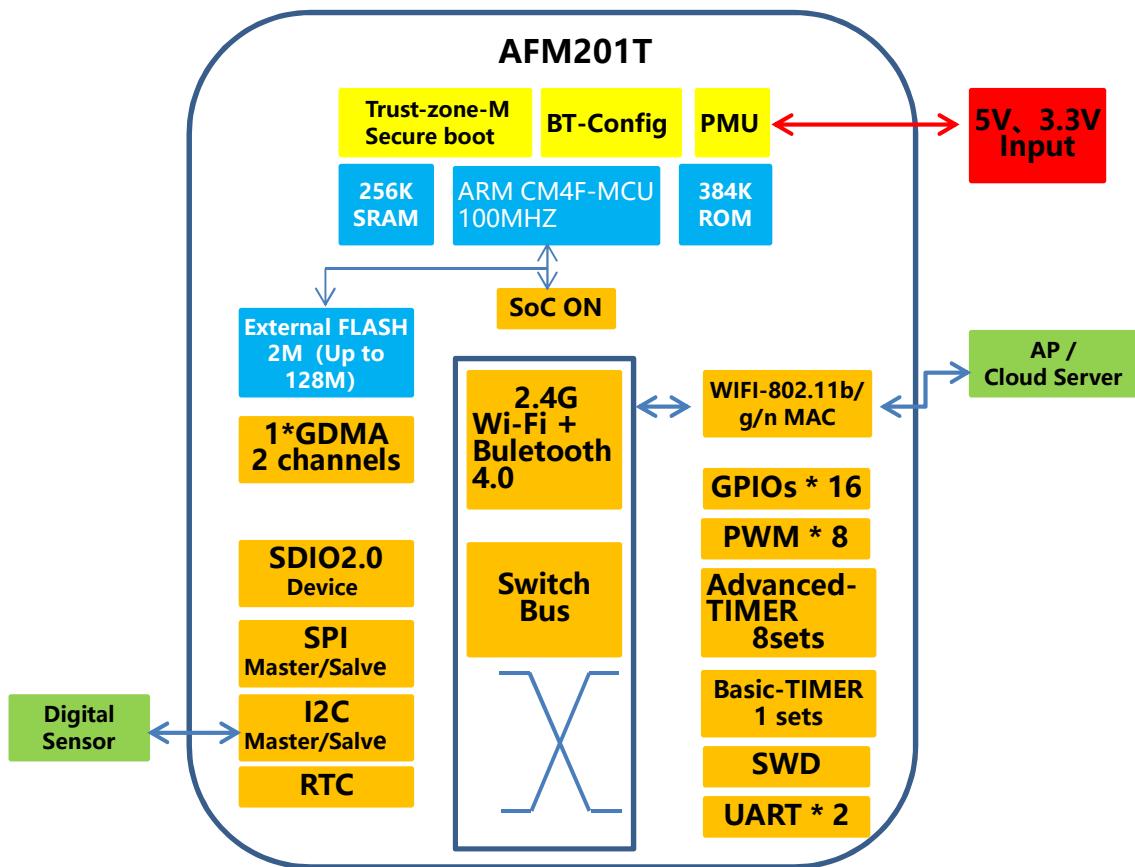 AFM201T
Trust-zone-M
Secure boot
BT-Config
PMU
5V、3.3V
Input
256K
SRAM
ARM CM4F-MCU
100MHZ
384K
ROM
SoC ON
External FLASH
2M（Up to
128M）
AP /
Cloud Server
2.4G
Wi-Fi +
Buletooth
4.0
WIFI-802.11b/
g/n MAC
1*GDMA
2 channels
GPIOs * 16
PWM * 8
SDIO2.0
Device
Switch
Bus
Advanced-
TIMER
8sets
SPI
Master/Salve
Basic-TIMER
1 sets
Digital
Sensor
I2C
Master/Salve
SWD
RTC
UART * 2